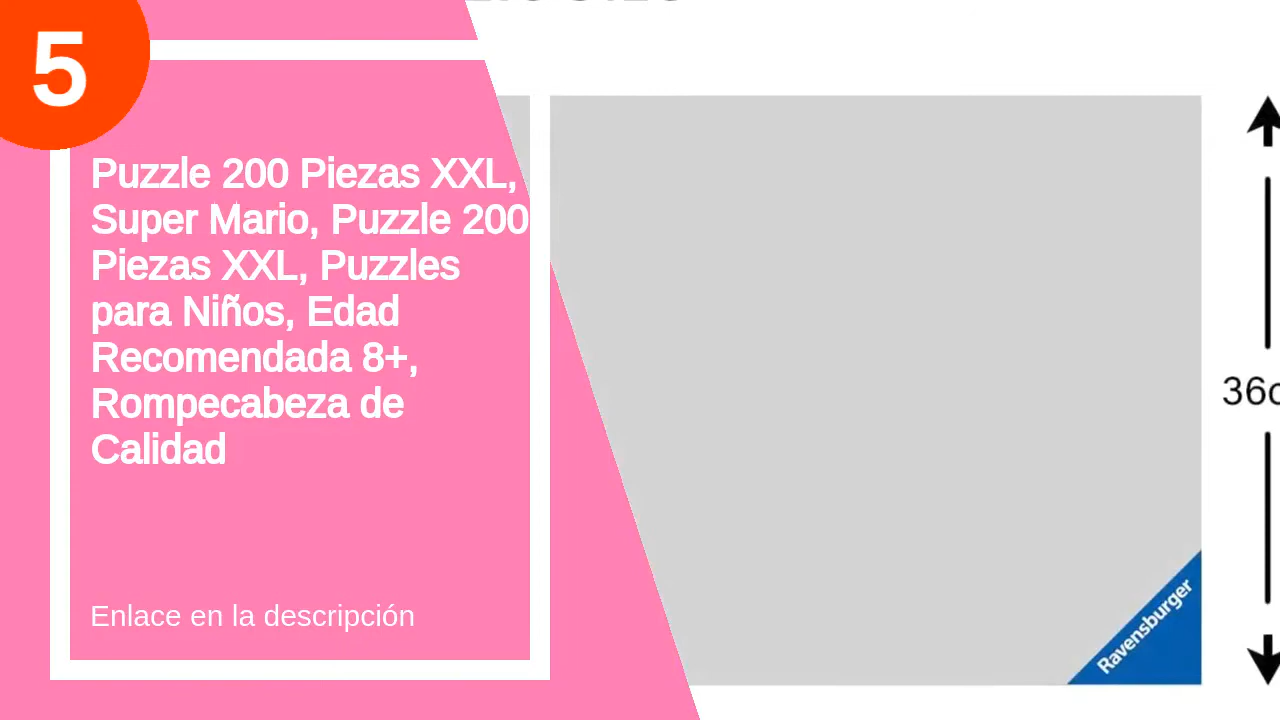 5
Puzzle 200 Piezas XXL,
Super Mario, Puzzle 200
Piezas XXL, Puzzles
para Niños, Edad
Recomendada 8+,
Rompecabeza de
Calidad
Enlace en la descripción
36c
Ravensburger